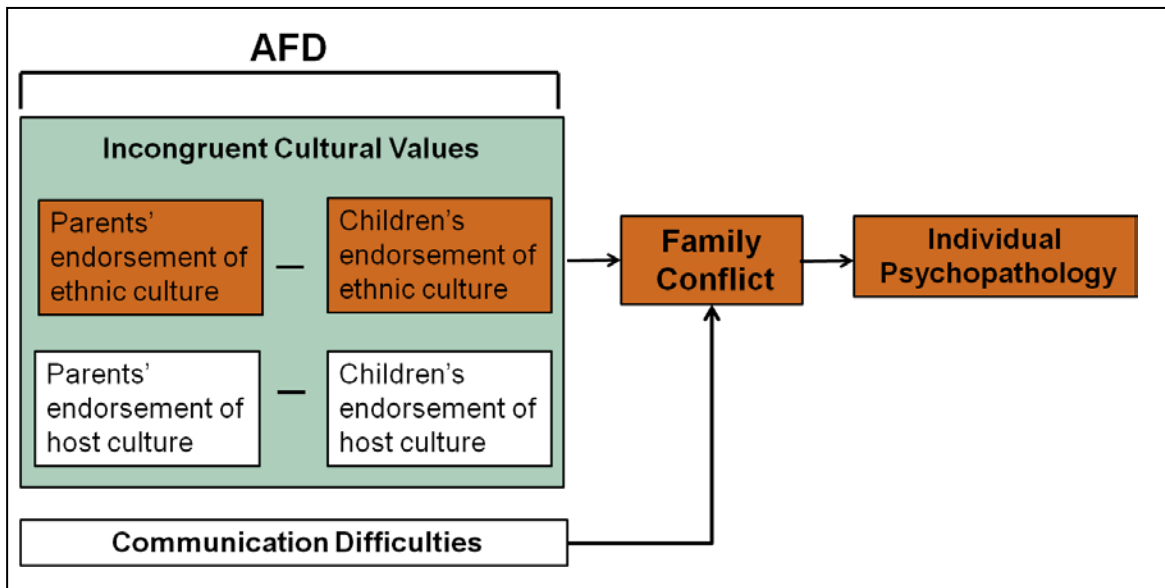 AFD
Incongruent Cultural Values
Parents’
endorsement of
ethnic culture
–
Children’s
endorsement of
ethnic culture
Parents’
endorsement of
host culture
–
Children’s
endorsement of
host culture
Communication Difficulties
Family
Conflict
Individual
Psychopathology